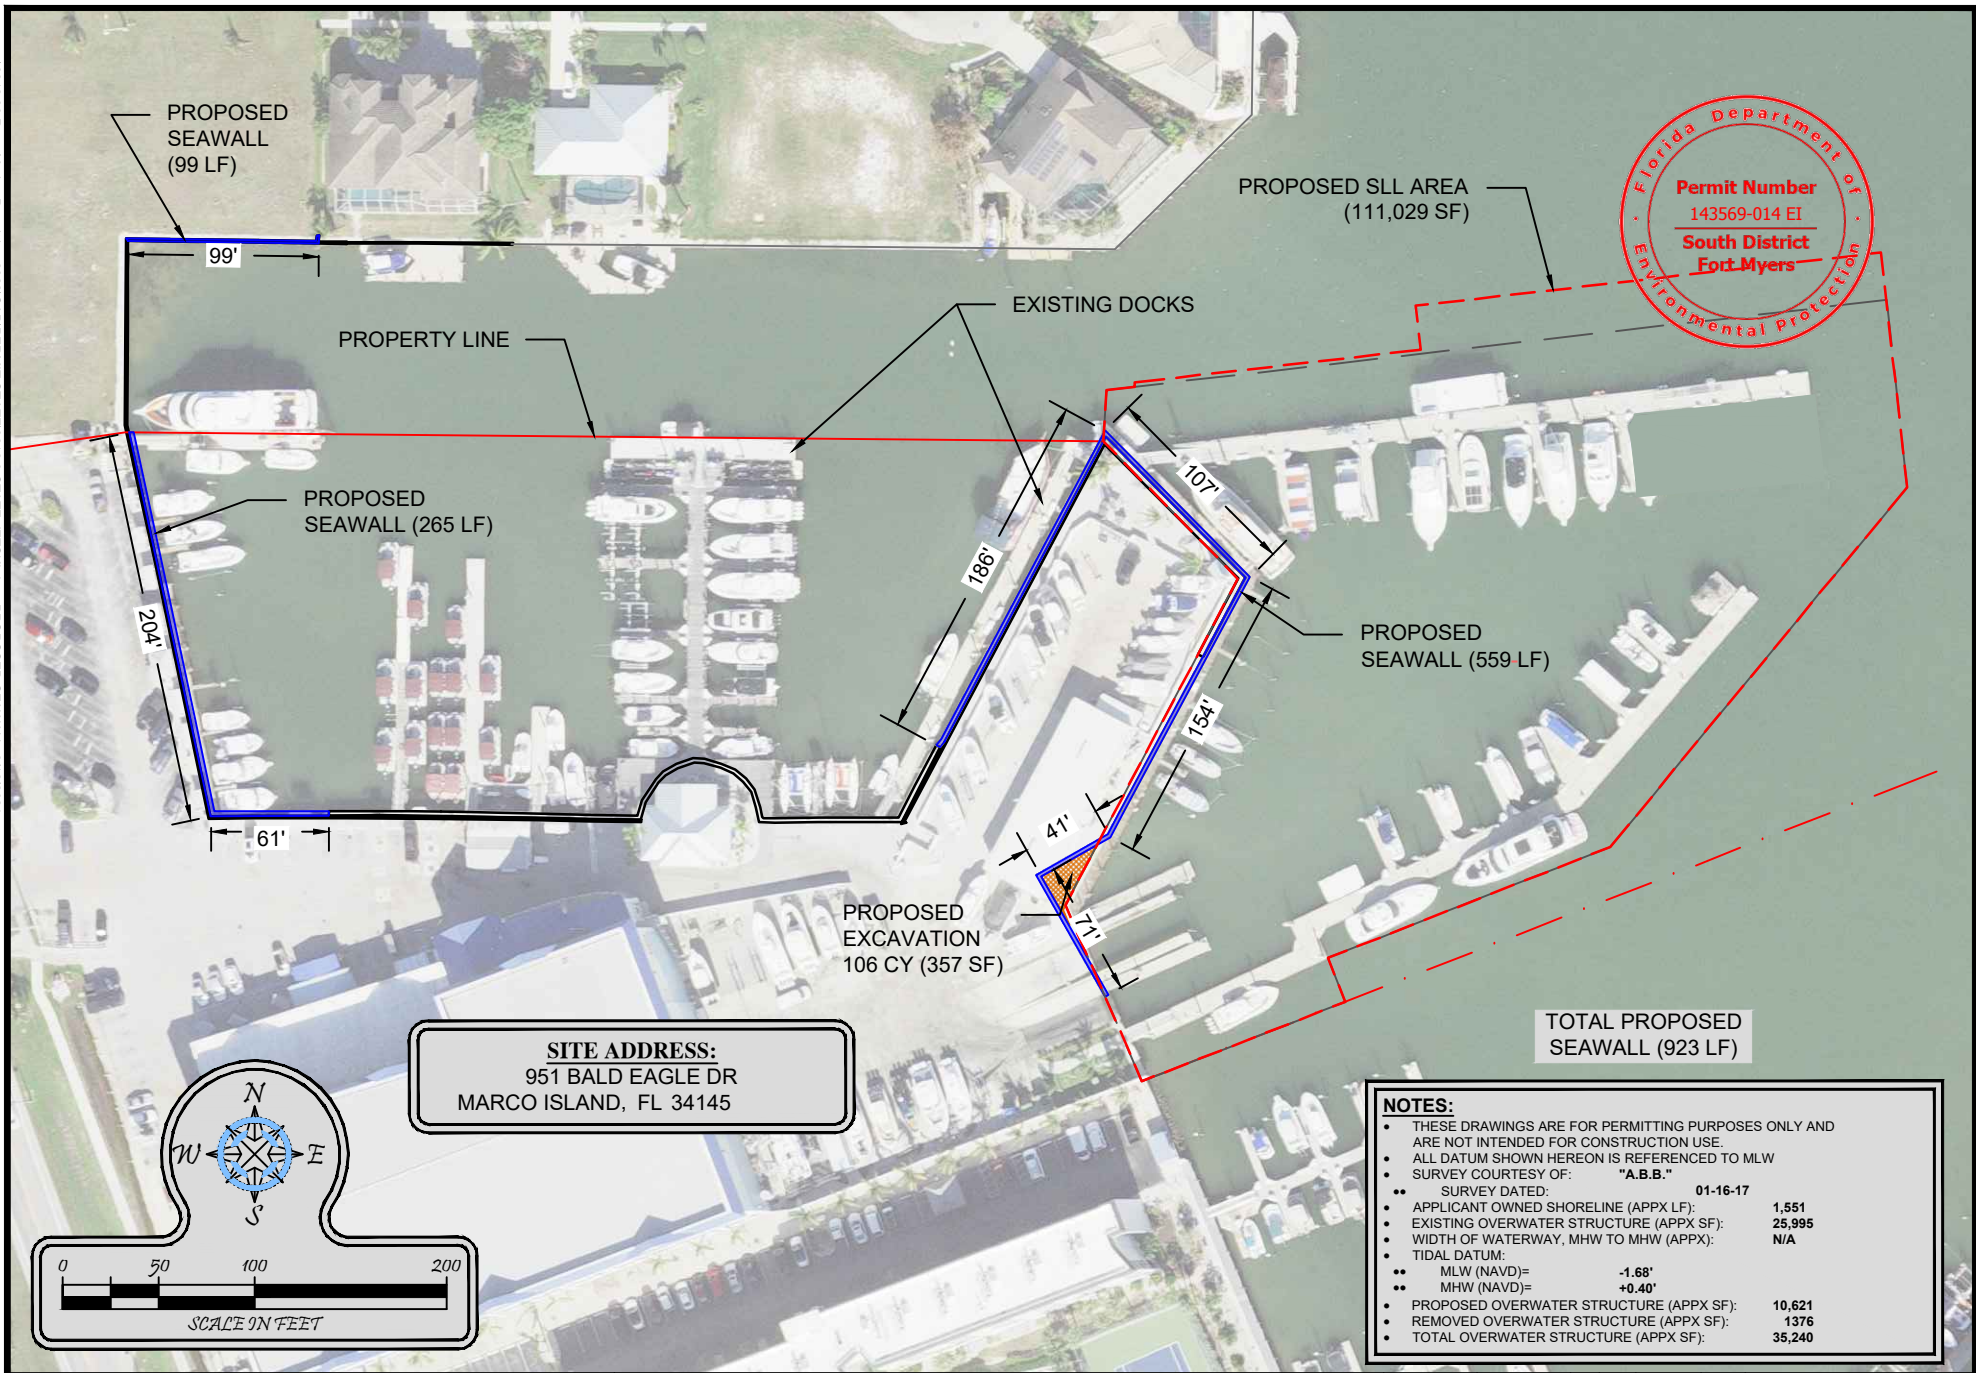 PROPOSED
SEAWALL
(99 LF)
99'
PROPOSED SLL AREA
(111,029 SF)
Florida Department of
Environmental Protection
Permit Number
143569-014 EI
South District
Fort Myers
EXISTING DOCKS
PROPERTY LINE
107'
PROPOSED
SEAWALL (265 LF)
186'
204'
PROPOSED
SEAWALL (559 LF)
154'
61'
41'
71'
PROPOSED
EXCAVATION
106 CY (357 SF)
TOTAL PROPOSED
SEAWALL (923 LF)
SITE ADDRESS:
951 BALD EAGLE DR
MARCO ISLAND, FL 34145
N
W E
S
0 50 100 200
SCALE IN FEET
NOTES:
• THESE DRAWINGS ARE FOR PERMITTING PURPOSES ONLY AND
ARE NOT INTENDED FOR CONSTRUCTION USE.
• ALL DATUM SHOWN HEREON IS REFERENCED TO MLW
• SURVEY COURTESY OF: "A.B.B."
•• SURVEY DATED: 01-16-17
• APPLICANT OWNED SHORELINE (APPX LF): 1,551
• EXISTING OVERWATER STRUCTURE (APPX SF): 25,995
• WIDTH OF WATERWAY, MHW TO MHW (APPX): N/A
• TIDAL DATUM:
•• MLW (NAVD)= -1.68'
•• MHW (NAVD)= +0.40'
• PROPOSED OVERWATER STRUCTURE (APPX SF): 10,621
• REMOVED OVERWATER STRUCTURE (APPX SF): 1376
• TOTAL OVERWATER STRUCTURE (APPX SF): 35,240